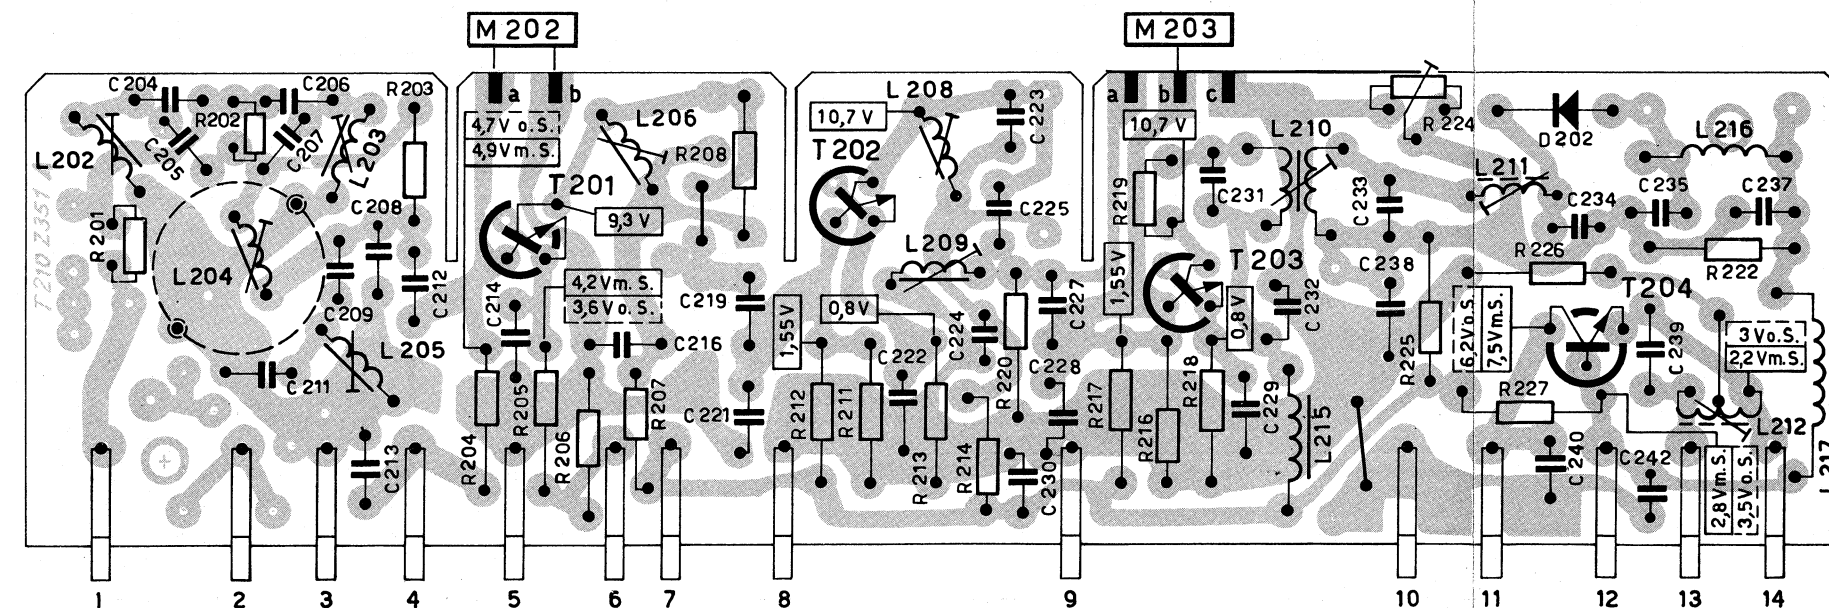 M 202
M 203
C 204
C 206
R 203
R 202
C 205
C 207
L 202
L 203
R 201
L 204
C 208
C 212
C 209
L 205
C 211
C 213
T210 Z351
a
b
4,7 V o. S.
4,9 V m. S.
L 206
R 208
T 201
9,3 V
4,2 V m. S.
3,6 V o. S.
C 214
C 219
C 216
R 204
R 205
R 206
R 207
C 221
10,7 V
L 208
C 223
T 202
C 225
L 209
1,55 V
0,8 V
C 222
C 224
R 220
C 227
C 228
R 212
R 211
R 213
R 214
C 230
a
b
c
10,7 V
L 210
R 224
R 219
C 231
C 233
1,55 V
T 203
0,8 V
C 232
C 238
R 217
R 216
R 218
C 229
L 215
R 225
D 202
L 216
L 211
C 234
C 235
C 237
R 226
R 222
6,2 V o. S.
7,5 V m. S.
T 204
C 239
3 V o. S.
2,2 V m. S.
R 227
L 212
L 217
C 240
C 242
2,8 V m. S.
3,5 V o. S.
1
2
3
4
5
6
7
8
9
10
11
12
13
14